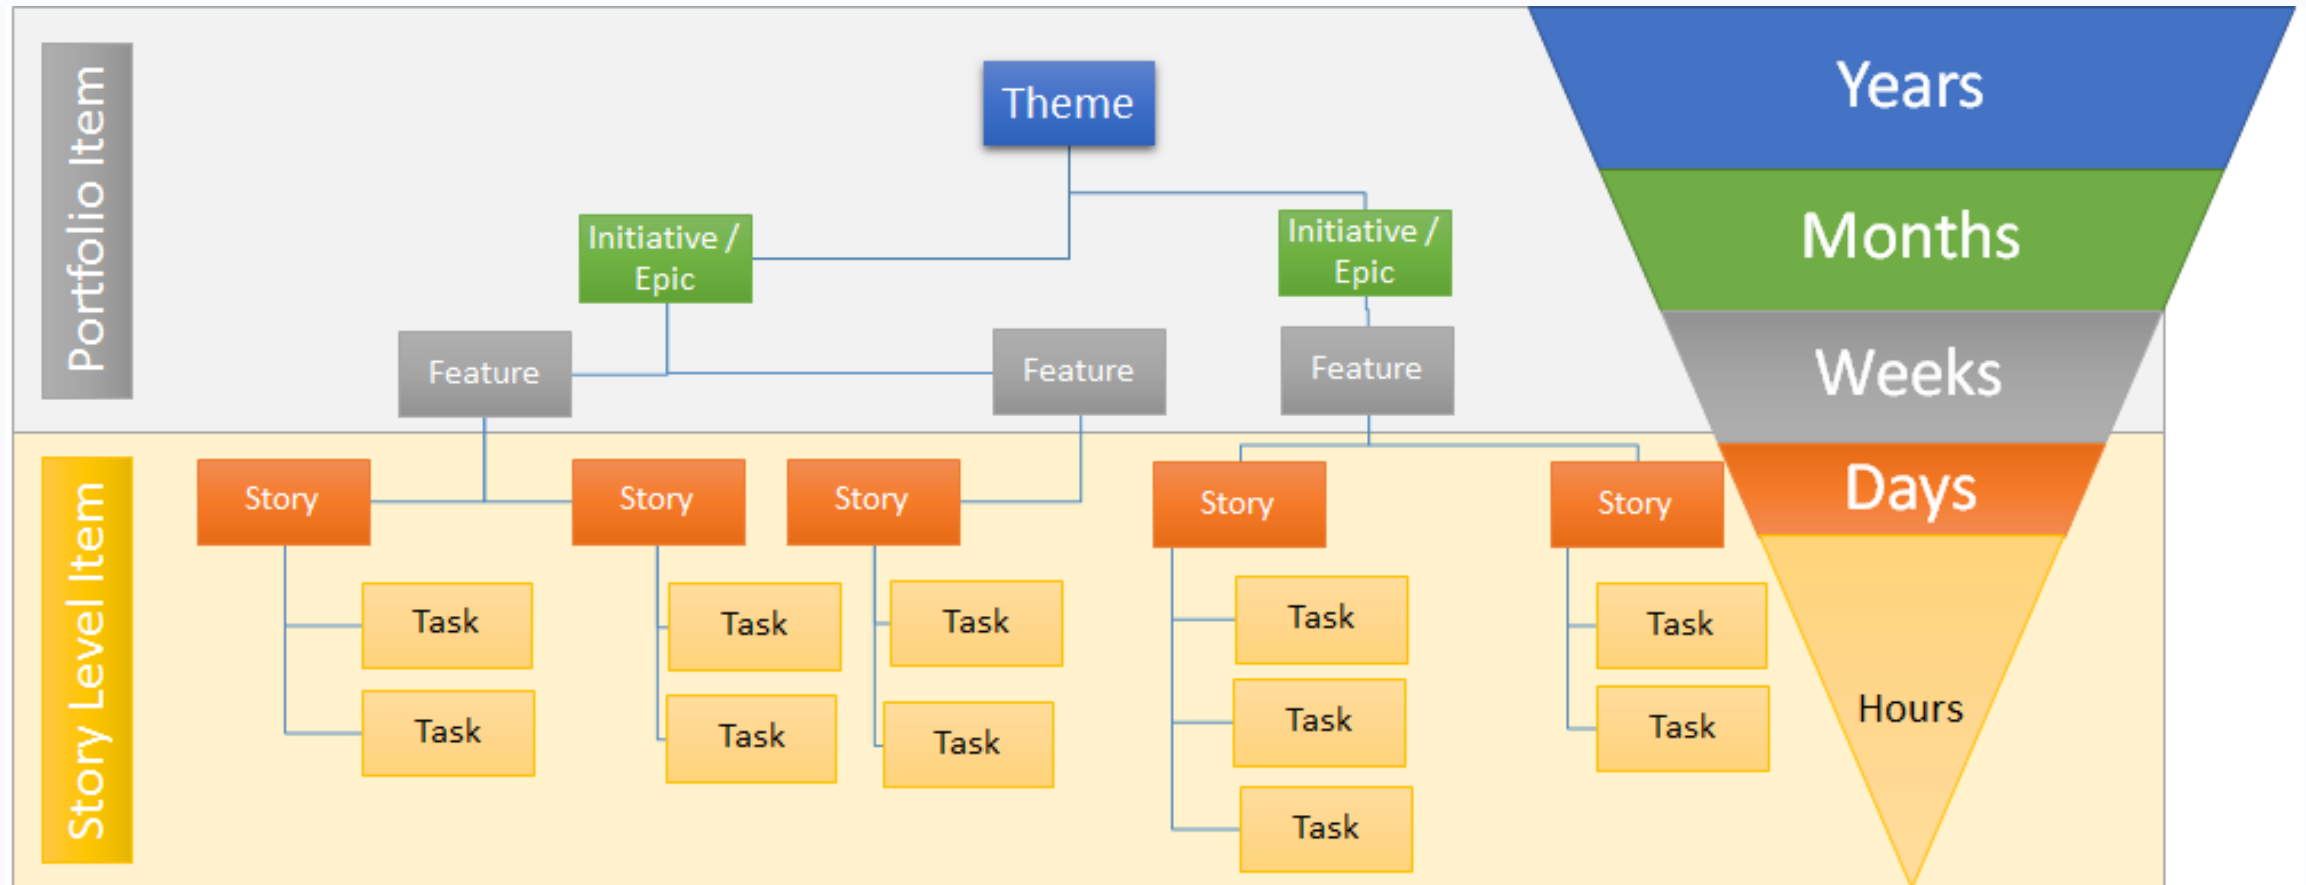 Portfolio Item
Theme
Years
Initiative /
Epic
Initiative /
Epic
Months
Feature
Feature
Feature
Weeks
Story Level Item
Story
Story
Story
Story
Story
Days
Task
Task
Task
Task
Task
Task
Task
Task
Task
Task
Task
Hours